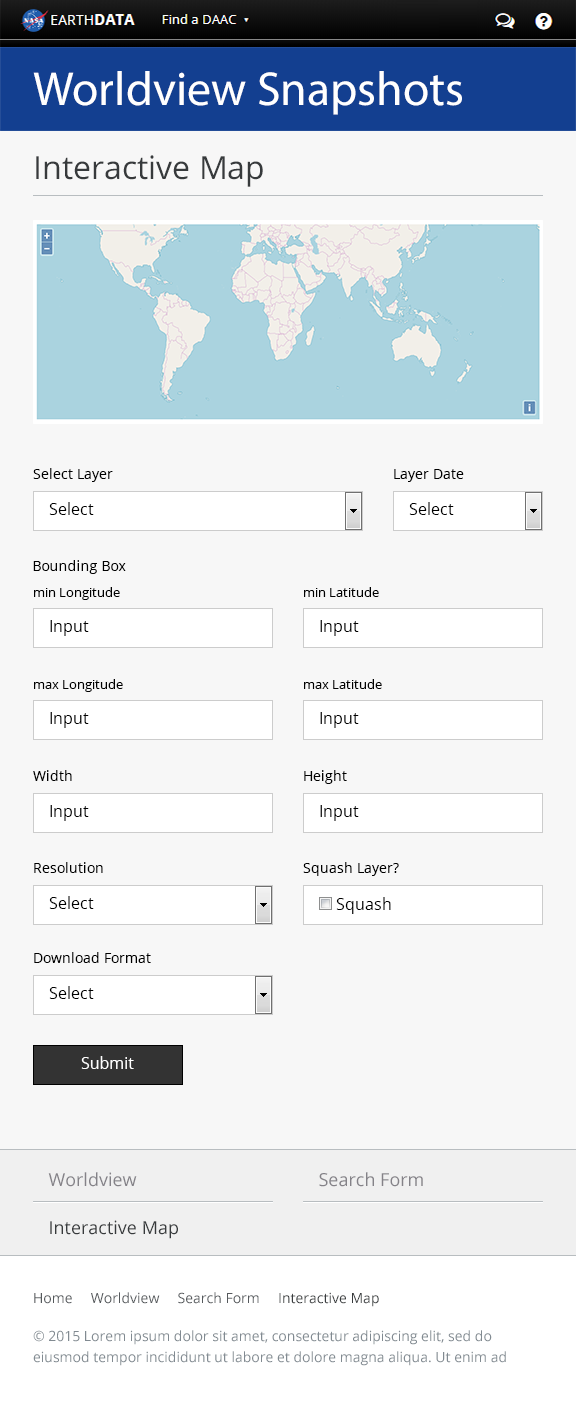 NASA EARTHDATA Find a DAAC ▾ ?
Worldview Snapshots
Interactive Map
+
−
i
Select Layer Layer Date
Select Select
Bounding Box
min Longitude min Latitude
Input Input
max Longitude max Latitude
Input Input
Width Height
Input Input
Resolution Squash Layer?
Select Squash
Download Format
Select
Submit
Worldview Search Form
Interactive Map
Home Worldview Search Form Interactive Map
© 2015 Lorem ipsum dolor sit amet, consectetur adipiscing elit, sed do
eiusmod tempor incididunt ut labore et dolore magna aliqua. Ut enim ad